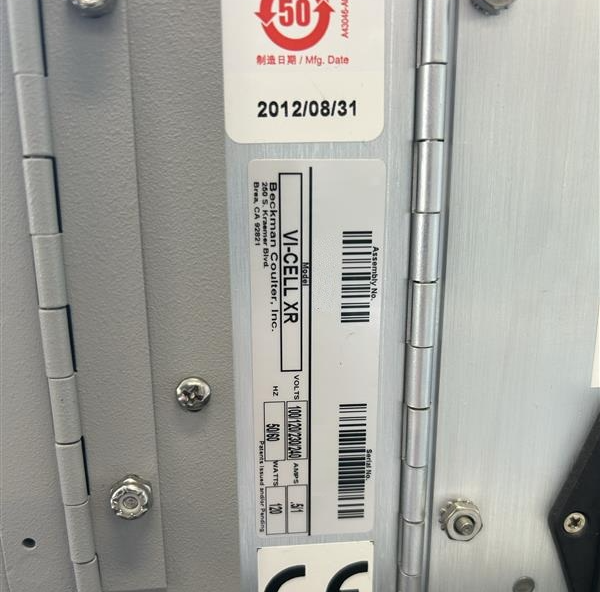 50
制造日期 / Mfg. Date
2012/08/31
Assembly No.
Serial No.
Model
VI-CELL XR
Beckman Coulter, Inc.
250 S. Kraemer Blvd.
Brea, CA 92821
VOLTS 100/120/230/240 AMPS .5/1
HZ 50/60 WATTS 120
Patents Issued and/or Pending
CE